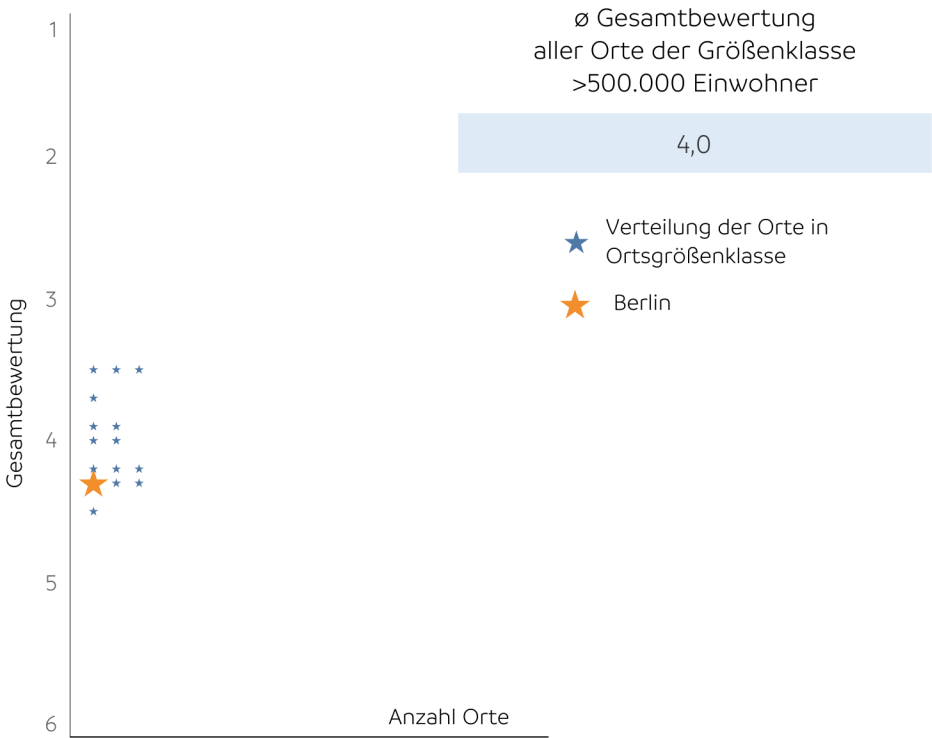 ø Gesamtbewertung
aller Orte der Größenklasse
>500.000 Einwohner
4,0
Verteilung der Orte in
Ortsgrößenklasse
Berlin
Gesamtbewertung
1
2
3
4
5
6
Anzahl Orte